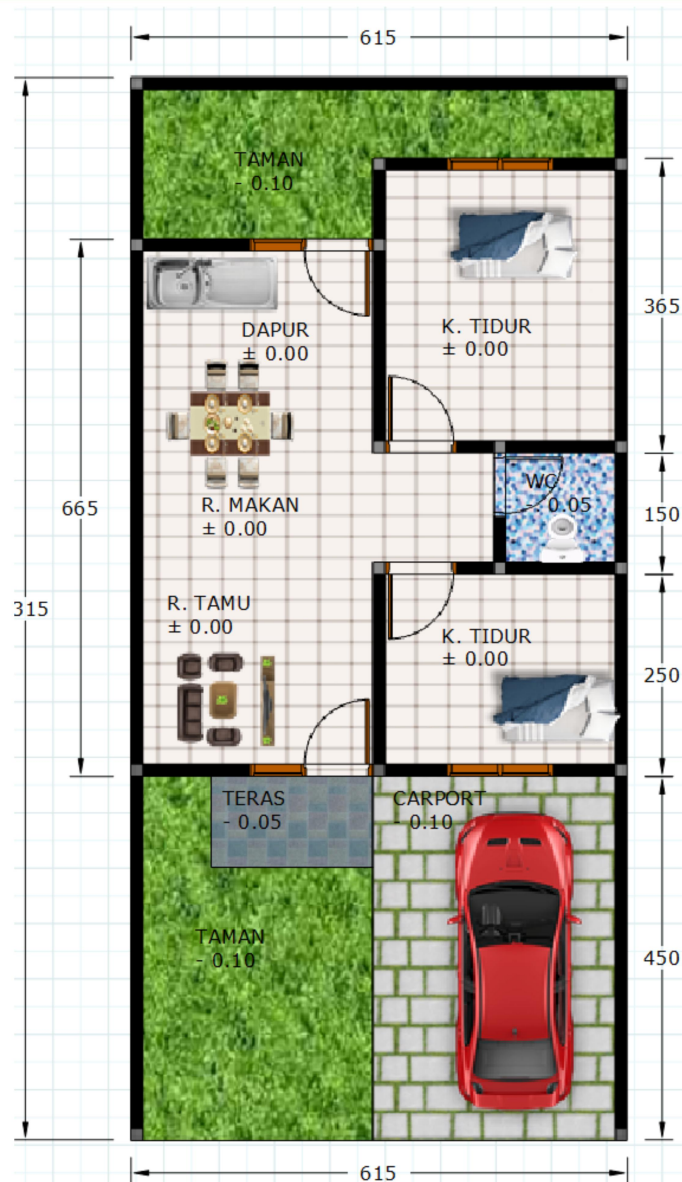 615
TAMAN
- 0.10
365
DAPUR
± 0.00
K. TIDUR
± 0.00
665
R. MAKAN
± 0.00
WC
- 0.05
150
315
R. TAMU
± 0.00
K. TIDUR
± 0.00
250
TERAS
- 0.05
CARPORT
- 0.10
TAMAN
- 0.10
450
615